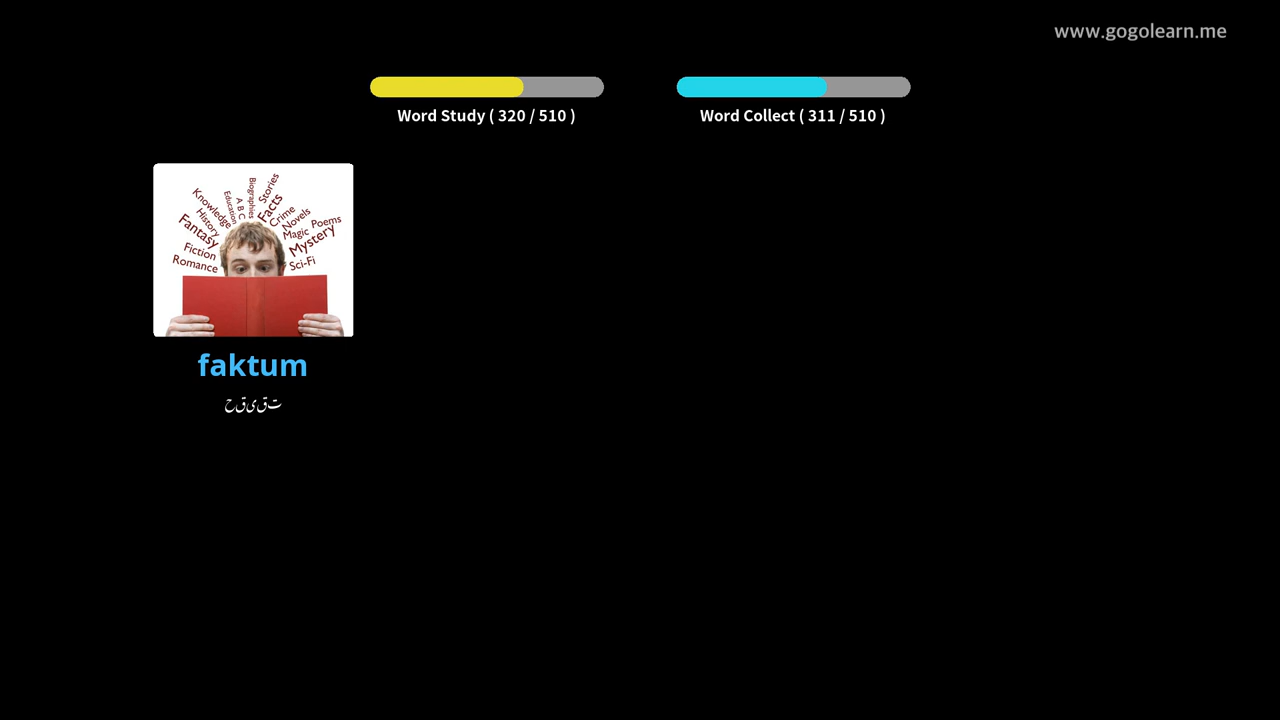 www.gogolearn.me
Word Study ( 320 / 510 )
Word Collect ( 311 / 510 )
Romance
Fiction
Fantasy
History
Knowledge
Education
A B C
Biographies
Stories
Facts
Crime
Novels
Magic
Poems
Mystery
Sci-Fi
faktum
ت‌ق‌ی‌ق‌ح